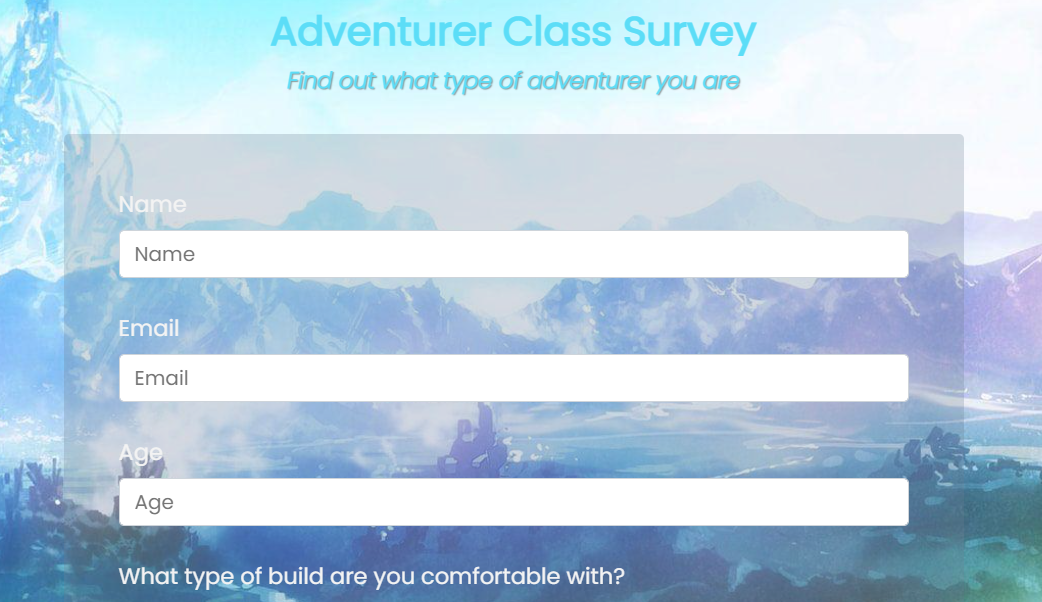 Adventurer Class Survey
Find out what type of adventurer you are
Name
Name
Email
Email
Age
Age
What type of build are you comfortable with?